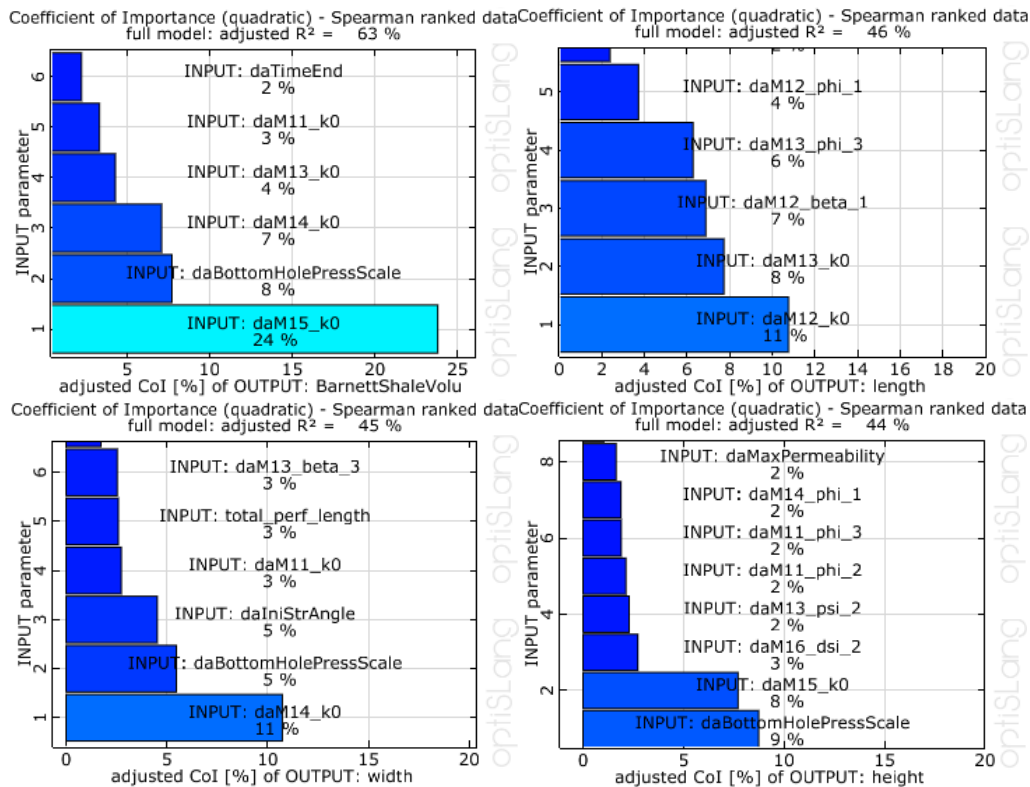 Coefficient of Importance (quadratic) - Spearman ranked data
full model: adjusted R² = 63 %
INPUT parameter
6
5
4
3
2
1
INPUT: daTimeEnd
2 %
INPUT: daM11_k0
3 %
INPUT: daM13_k0
4 %
INPUT: daM14_k0
7 %
INPUT: daBottomHolePressScale
8 %
INPUT: daM15_k0
24 %
5 10 15 20 25
adjusted CoI [%] of OUTPUT: BarnettShaleVolu
optiSLang optiSLang
Coefficient of Importance (quadratic) - Spearman ranked data
full model: adjusted R² = 46 %
INPUT parameter
5
4
3
2
1
INPUT: daM12_phi_1
4 %
INPUT: daM13_phi_3
6 %
INPUT: daM12_beta_1
7 %
INPUT: daM13_k0
8 %
INPUT: daM12_k0
11 %
0 2 4 6 8 10 12 14 16 18 20
adjusted CoI [%] of OUTPUT: length
optiSLang optiSLang
Coefficient of Importance (quadratic) - Spearman ranked data
full model: adjusted R² = 45 %
INPUT parameter
6
5
4
3
2
1
INPUT: daM13_beta_3
3 %
INPUT: total_perf_length
3 %
INPUT: daM11_k0
3 %
INPUT: daIniStrAngle
5 %
INPUT: daBottomHolePressScale
5 %
INPUT: daM14_k0
11 %
0 5 10 15 20
adjusted CoI [%] of OUTPUT: width
optiSLang optiSLang
Coefficient of Importance (quadratic) - Spearman ranked data
full model: adjusted R² = 44 %
INPUT parameter
8
6
4
2
INPUT: daMaxPermeability
2 %
INPUT: daM14_phi_1
2 %
INPUT: daM11_phi_3
2 %
INPUT: daM11_phi_2
2 %
INPUT: daM13_psi_2
2 %
INPUT: daM16_dsi_2
3 %
INPUT: daM15_k0
8 %
INPUT: daBottomHolePressScale
9 %
0 5 10 15 20
adjusted CoI [%] of OUTPUT: height
optiSLang optiSLang